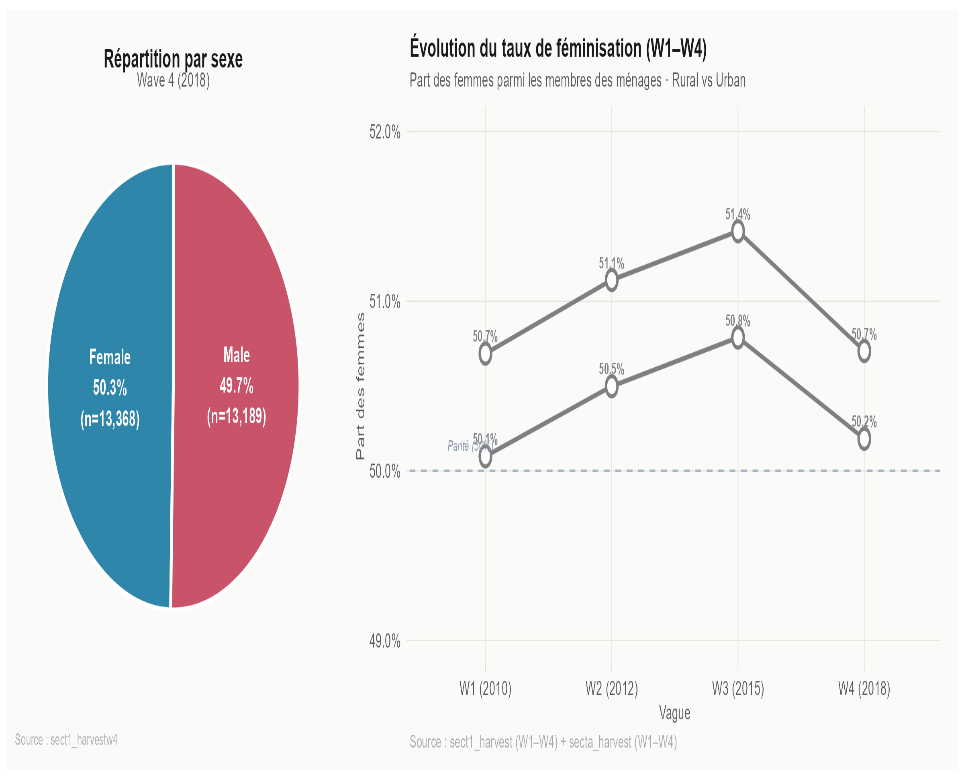 Répartition par sexe
Wave 4 (2018)
Female
50.3%
(n=13,368)
Male
49.7%
(n=13,189)
Source : sect1_harvestw4
Évolution du taux de féminisation (W1–W4)
Part des femmes parmi les membres des ménages · Rural vs Urban
Part des femmes
52.0%
51.0%
50.0%
49.0%
50.7%
51.1%
51.4%
50.7%
50.1%
50.5%
50.8%
50.2%
Parité
W1 (2010)
W2 (2012)
W3 (2015)
W4 (2018)
Vague
Source : sect1_harvest (W1–W4) + secta_harvest (W1–W4)